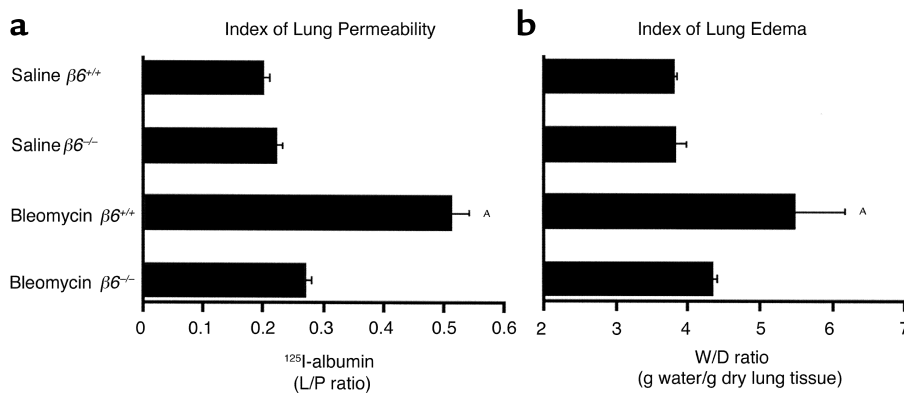 a
Index of Lung Permeability
Saline β6+/+
Saline β6–/–
Bleomycin β6+/+
A
Bleomycin β6–/–
0 0.1 0.2 0.3 0.4 0.5 0.6
125I-albumin
(L/P ratio)
b
Index of Lung Edema
A
2 3 4 5 6 7
W/D ratio
(g water/g dry lung tissue)